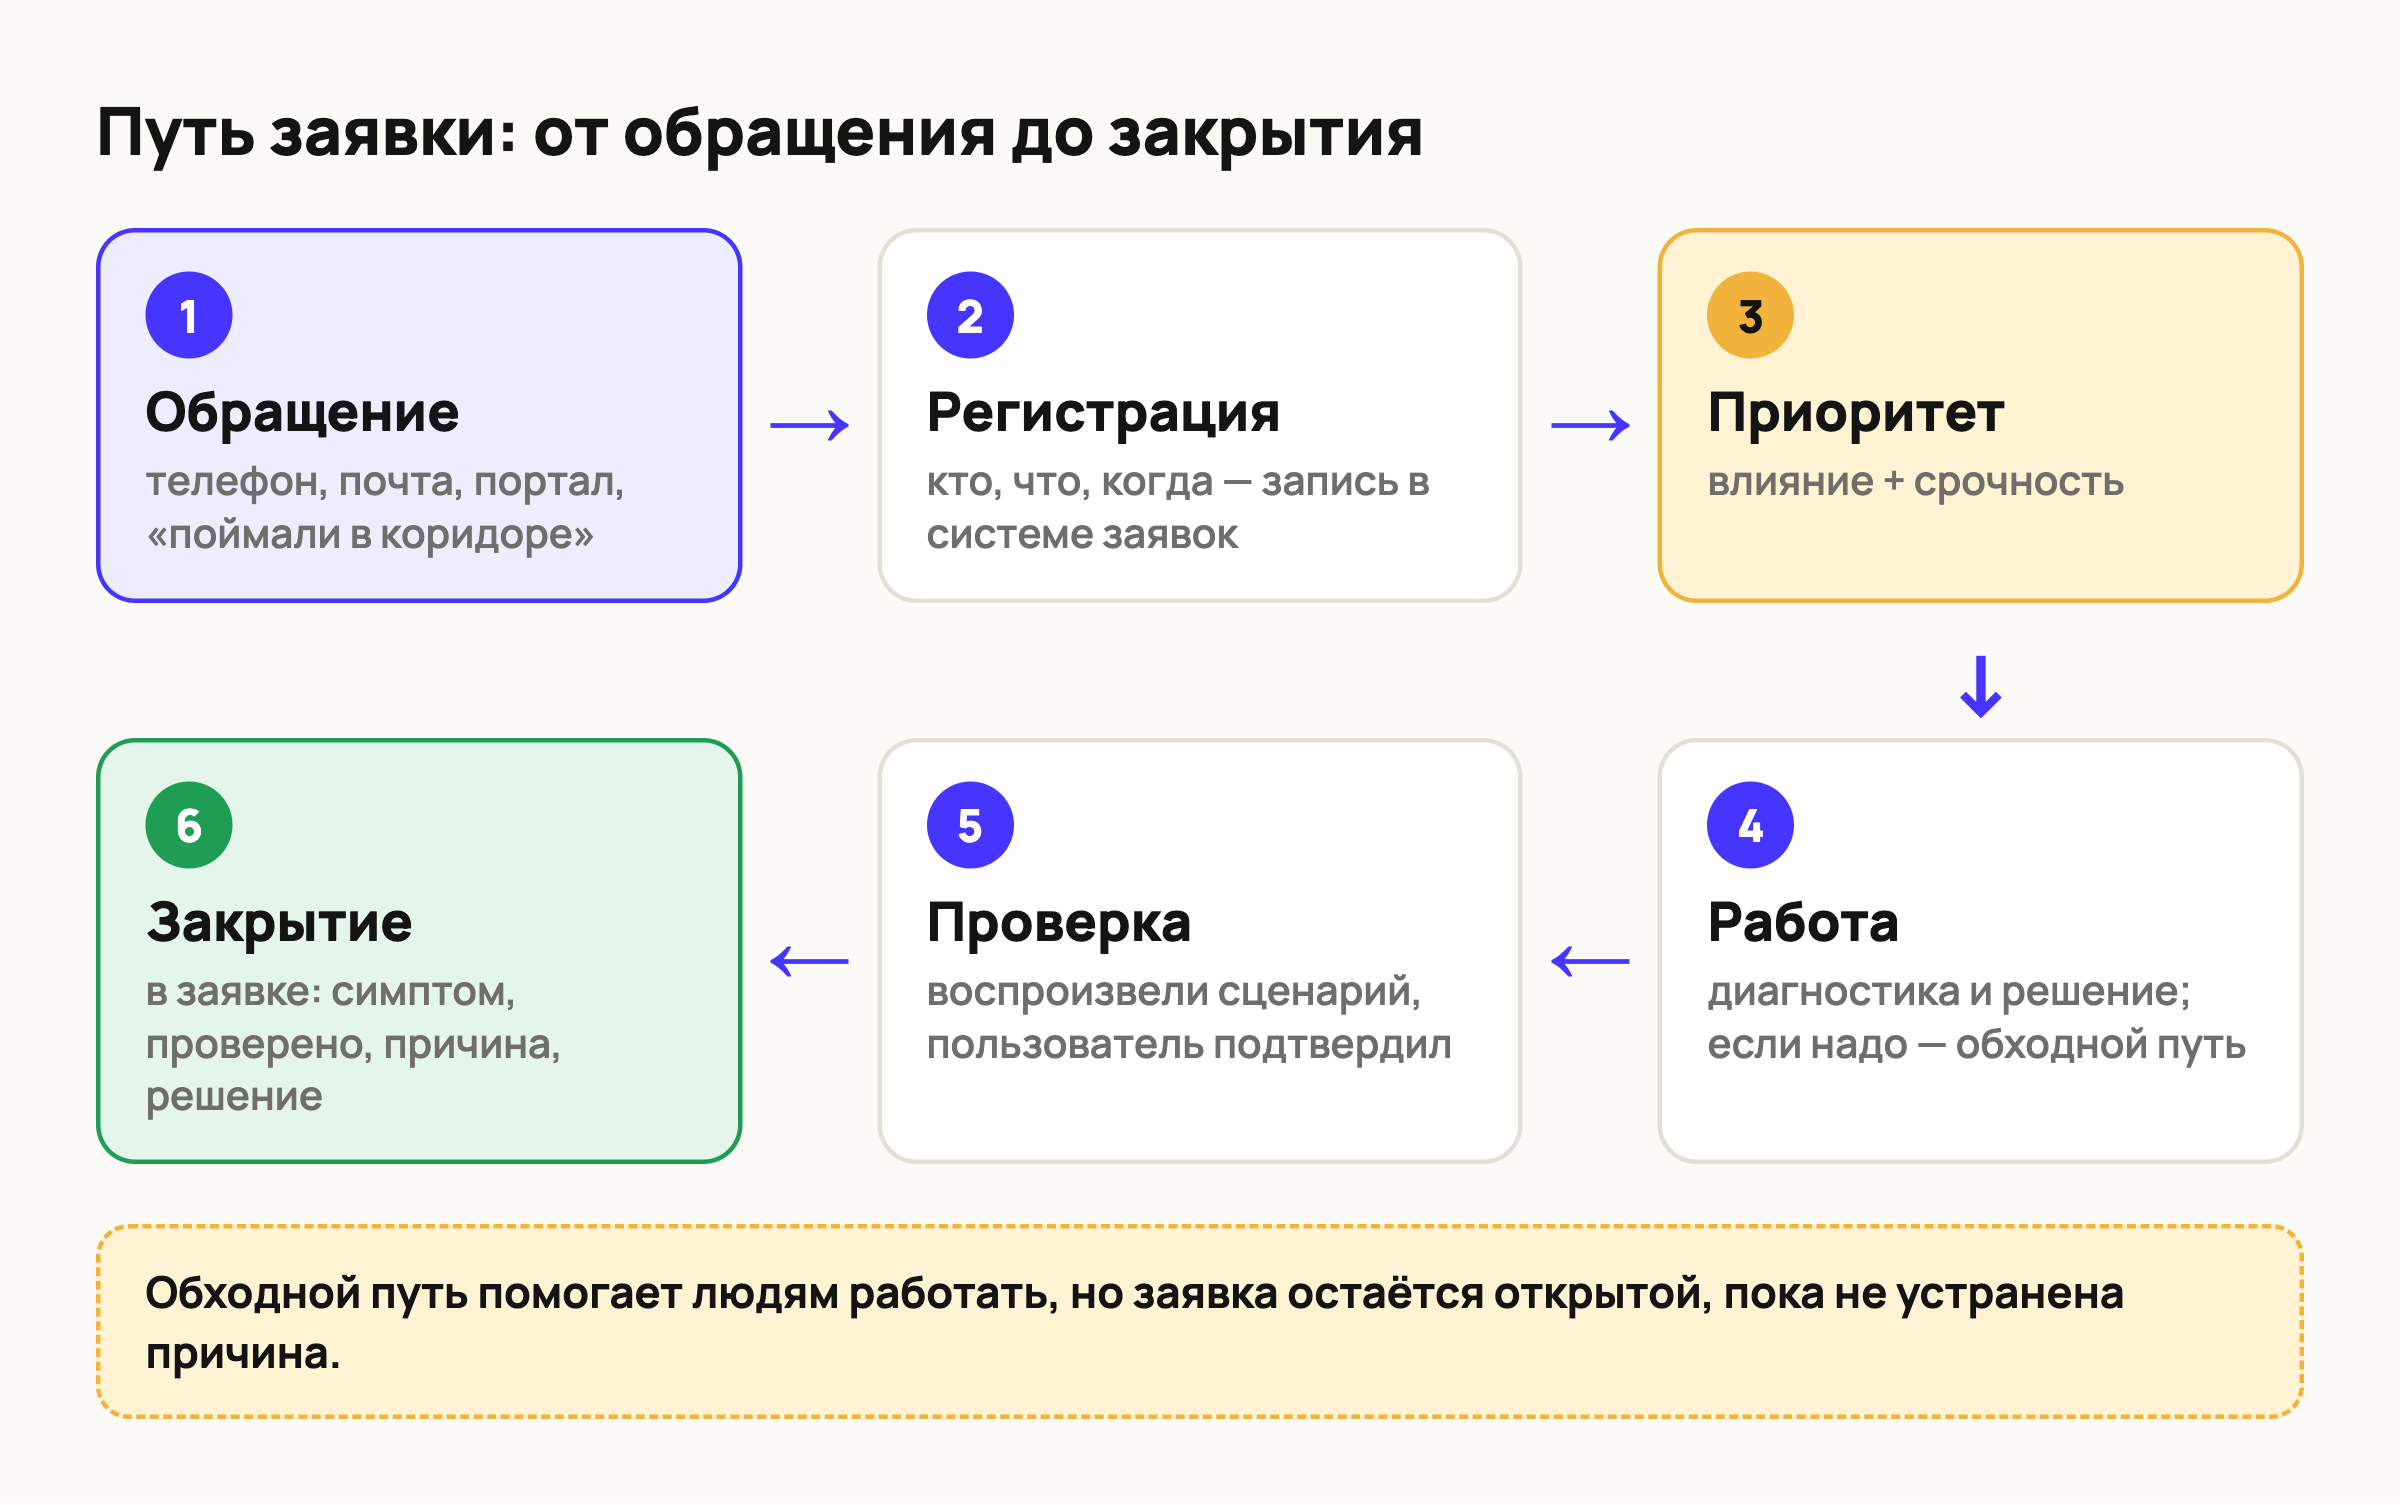 Путь заявки: от обращения до закрытия
1
Обращение
телефон, почта, портал,
«поймали в коридоре»
→
2
Регистрация
кто, что, когда — запись в
системе заявок
→
3
Приоритет
влияние + срочность
↓
4
Работа
диагностика и решение;
если надо — обходной путь
←
5
Проверка
воспроизвели сценарий,
пользователь подтвердил
←
6
Закрытие
в заявке: симптом,
проверено, причина,
решение
Обходной путь помогает людям работать, но заявка остаётся открытой, пока не устранена
причина.